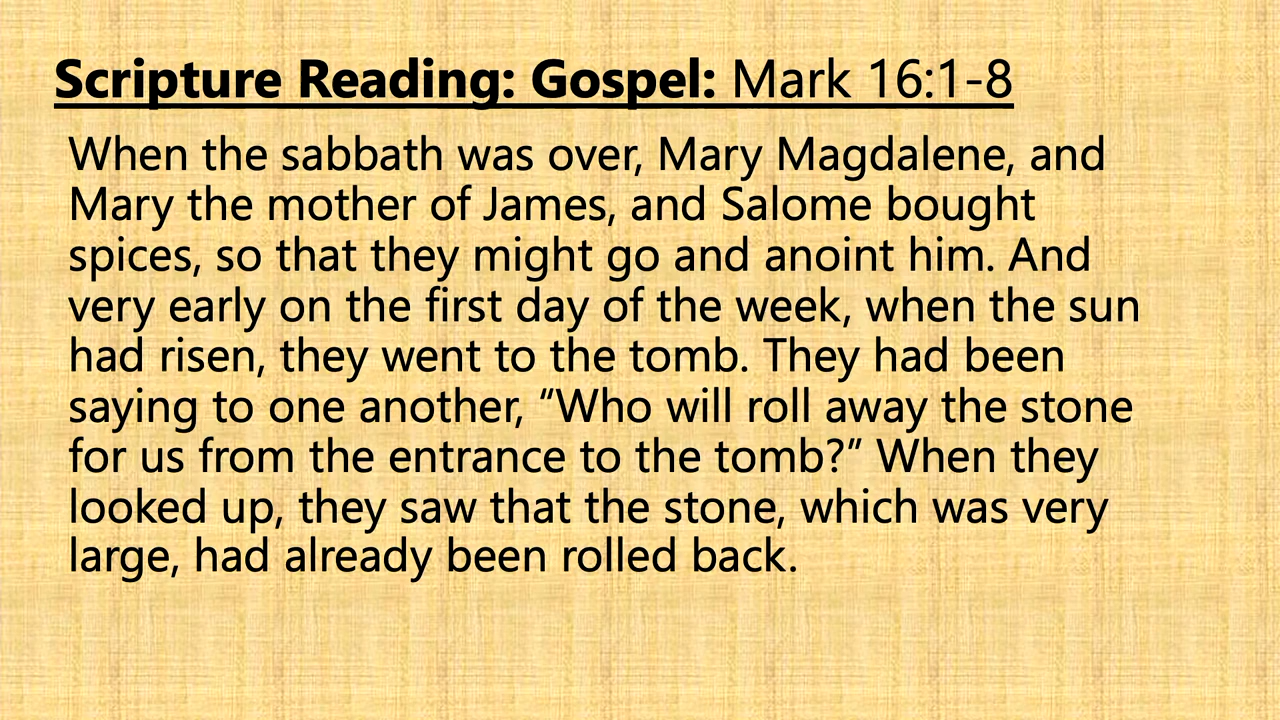 Scripture Reading: Gospel: Mark 16:1-8
When the sabbath was over, Mary Magdalene, and
Mary the mother of James, and Salome bought
spices, so that they might go and anoint him. And
very early on the first day of the week, when the sun
had risen, they went to the tomb. They had been
saying to one another, “Who will roll away the stone
for us from the entrance to the tomb?” When they
looked up, they saw that the stone, which was very
large, had already been rolled back.